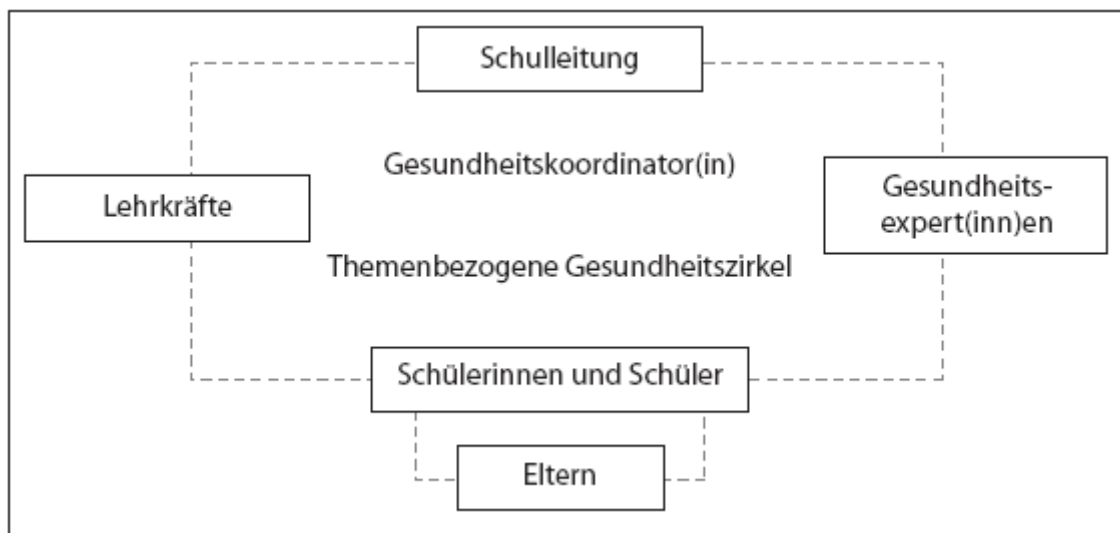 Schulleitung
Gesundheitskoordinator(in)
Lehrkräfte
Gesundheits-
expert(inn)en
Themenbezogene Gesundheitszirkel
Schülerinnen und Schüler
Eltern